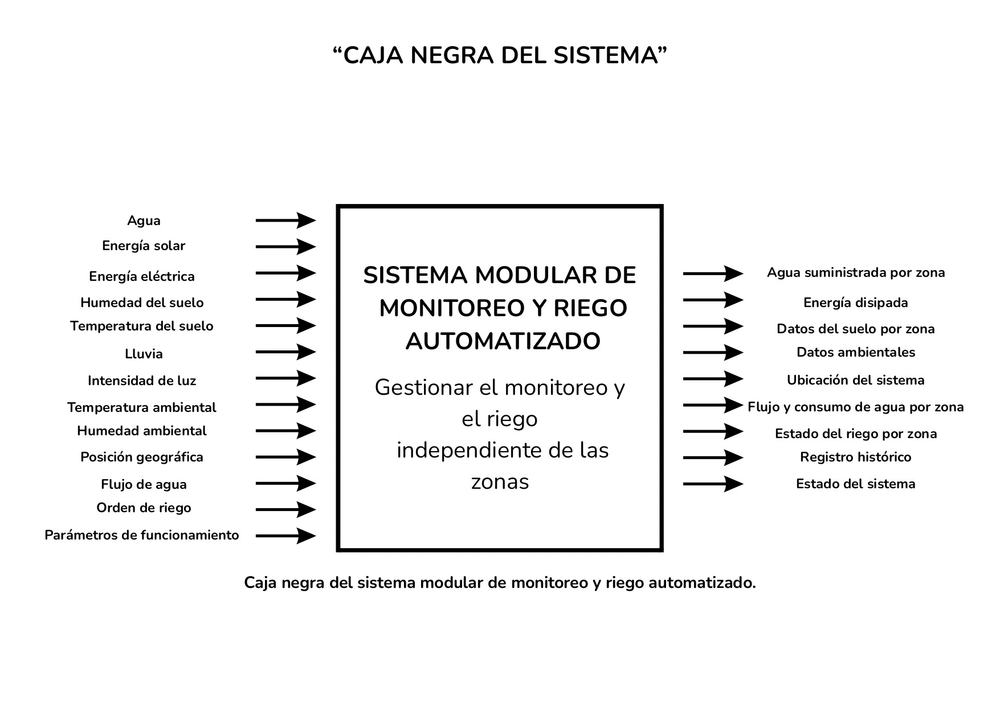 “CAJA NEGRA DEL SISTEMA”
Agua
Energía solar
Energía eléctrica
Humedad del suelo
Temperatura del suelo
Lluvia
Intensidad de luz
Temperatura ambiental
Humedad ambiental
Posición geográfica
Flujo de agua
Orden de riego
Parámetros de funcionamiento
SISTEMA MODULAR DE
MONITOREO Y RIEGO
AUTOMATIZADO
Gestionar el monitoreo y
el riego
independiente de las
zonas
Agua suministrada por zona
Energía disipada
Datos del suelo por zona
Datos ambientales
Ubicación del sistema
Flujo y consumo de agua por zona
Estado del riego por zona
Registro histórico
Estado del sistema
Caja negra del sistema modular de monitoreo y riego automatizado.